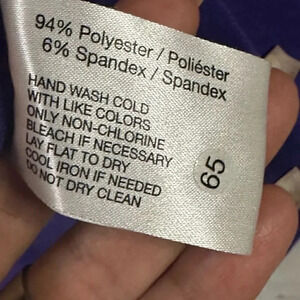 94% Polyester / Poliéster
6% Spandex / Spandex
HAND WASH COLD
WITH LIKE COLORS
ONLY NON-CHLORINE
BLEACH IF NECESSARY
LAY FLAT TO DRY
COOL IRON IF NEEDED
DO NOT DRY CLEAN
65